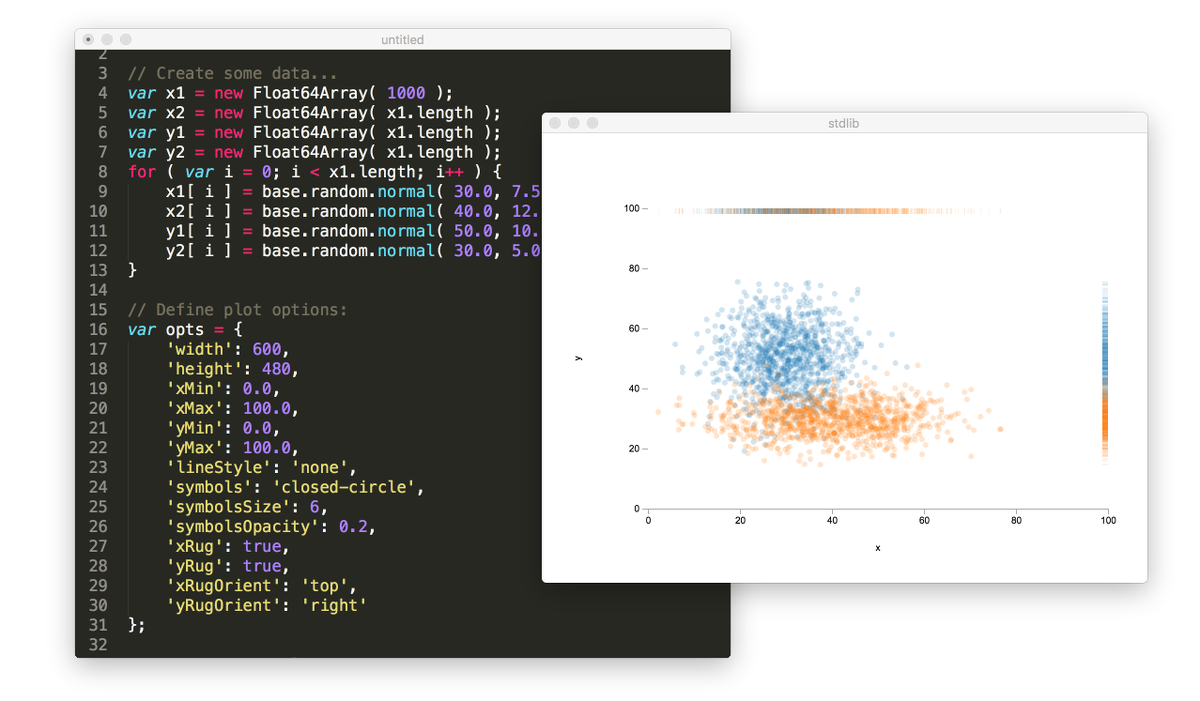 untitled
2
3 // Create some data...
4 var x1 = new Float64Array( 1000 );
5 var x2 = new Float64Array( x1.length );
6 var y1 = new Float64Array( x1.length );
7 var y2 = new Float64Array( x1.length );
8 for ( var i = 0; i < x1.length; i++ ) {
9 x1[ i ] = base.random.normal( 30.0, 7.5
10 x2[ i ] = base.random.normal( 40.0, 12.
11 y1[ i ] = base.random.normal( 50.0, 10.
12 y2[ i ] = base.random.normal( 30.0, 5.0
13 }
14
15 // Define plot options:
16 var opts = {
17 'width': 600,
18 'height': 480,
19 'xMin': 0.0,
20 'xMax': 100.0,
21 'yMin': 0.0,
22 'yMax': 100.0,
23 'lineStyle': 'none',
24 'symbols': 'closed-circle',
25 'symbolsSize': 6,
26 'symbolsOpacity': 0.2,
27 'xRug': true,
28 'yRug': true,
29 'xRugOrient': 'top',
30 'yRugOrient': 'right'
31 };
32
stdlib
100
80
60
y
40
20
0
0 20 40 60 80 100
x